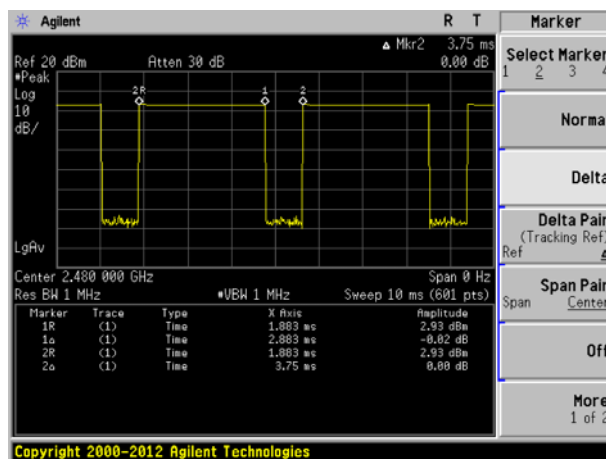 Agilent R T Marker
▲ Mkr2 3.75 ms
Ref 20 dBm Atten 30 dB 0.00 dB
Select Marker
1 2 3 4
#Peak
Log
10
dB/
2R 1 2
Norma
Delta
Delta Pair
(Tracking Ref)
Ref
LgAv
Center 2.480 000 GHz Span 0 Hz
Res BW 1 MHz #VBW 1 MHz Sweep 10 ms (601 pts)
Span Pair
Span Center
Marker Trace Type X Axis Amplitude
1R (1) Time 1.883 ms 2.93 dBm
1▵ (1) Time 2.883 ms -0.02 dB
2R (1) Time 1.883 ms 2.93 dBm
2▵ (1) Time 3.75 ms 0.00 dB
Off
More
1 of 2
Copyright 2000-2012 Agilent Technologies